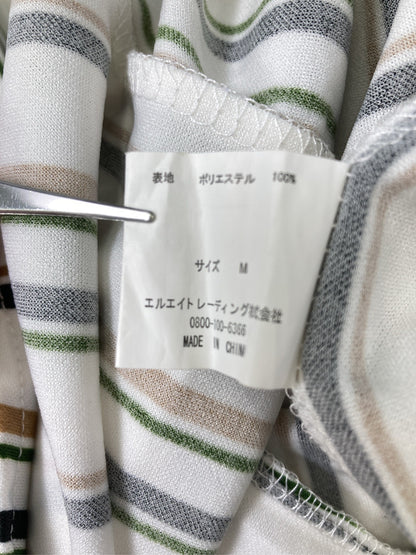 表地 ポリエステル 100%
サイズ M
エルエイトレーディング株式会社
0800-100-6366
MADE IN CHINA